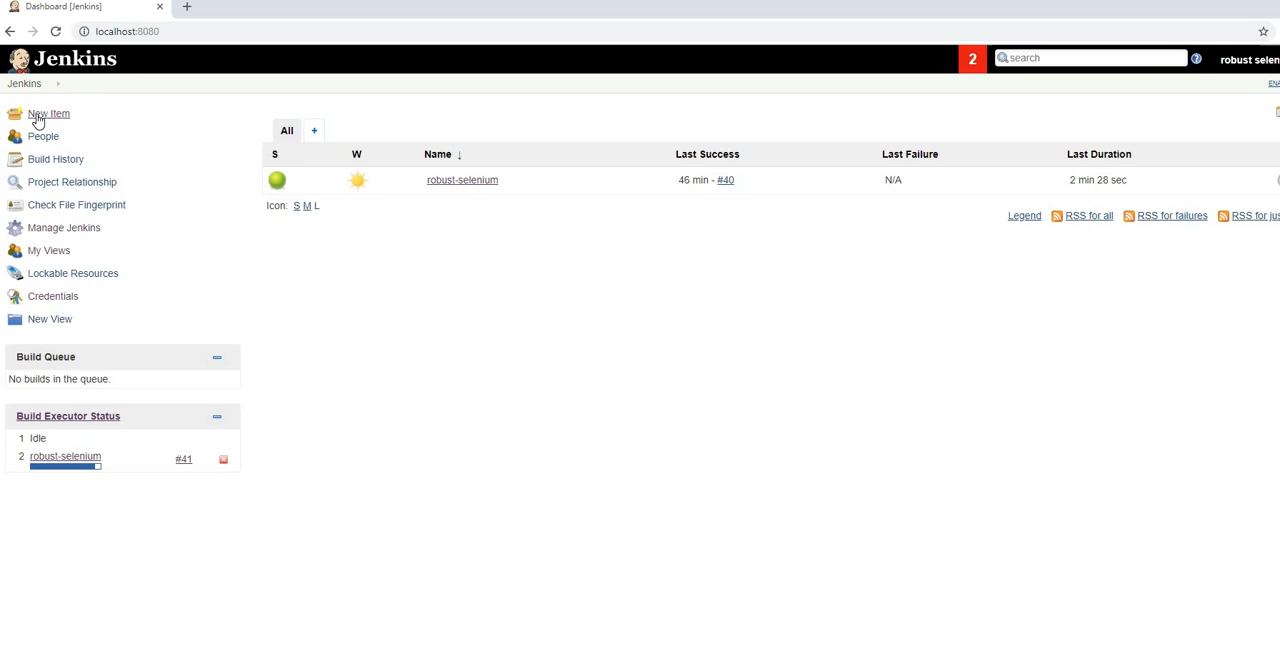 Dashboard [Jenkins]
localhost:8080
Jenkins
2
search
robust selen
Jenkins
ENA
New Item
People
Build History
Project Relationship
Check File Fingerprint
Manage Jenkins
My Views
Lockable Resources
Credentials
New View
All +
S W Name ↓ Last Success Last Failure Last Duration
robust-selenium 46 min - #40 N/A 2 min 28 sec
Icon: S M L
Legend RSS for all RSS for failures RSS for jus
Build Queue
No builds in the queue.
Build Executor Status
1 Idle
2 robust-selenium #41